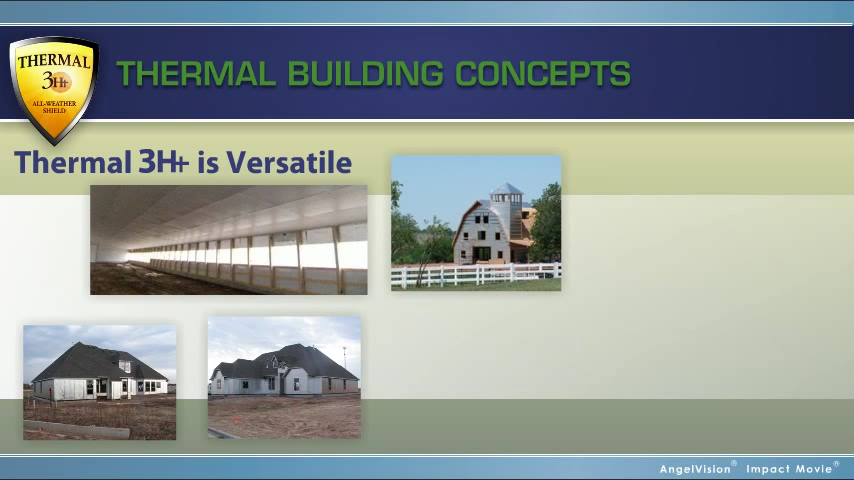 THERMAL
3H+
ALL-WEATHER
SHIELD
THERMAL BUILDING CONCEPTS
Thermal 3H+ is Versatile
AngelVision® Impact Movie®